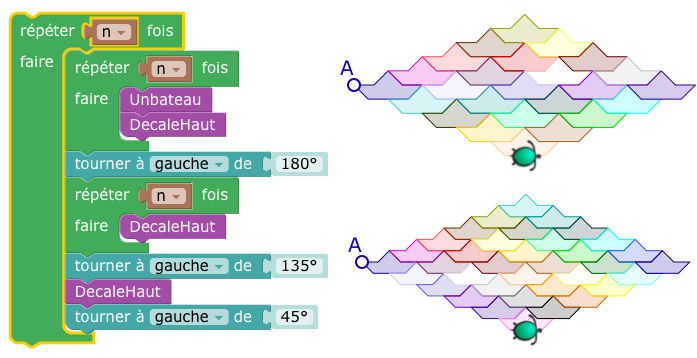 répéter n fois
faire
répéter n fois
faire Unbateau
DecaleHaut
tourner à gauche de 180°
répéter n fois
faire DecaleHaut
tourner à gauche de 135°
DecaleHaut
tourner à gauche de 45°
A
A